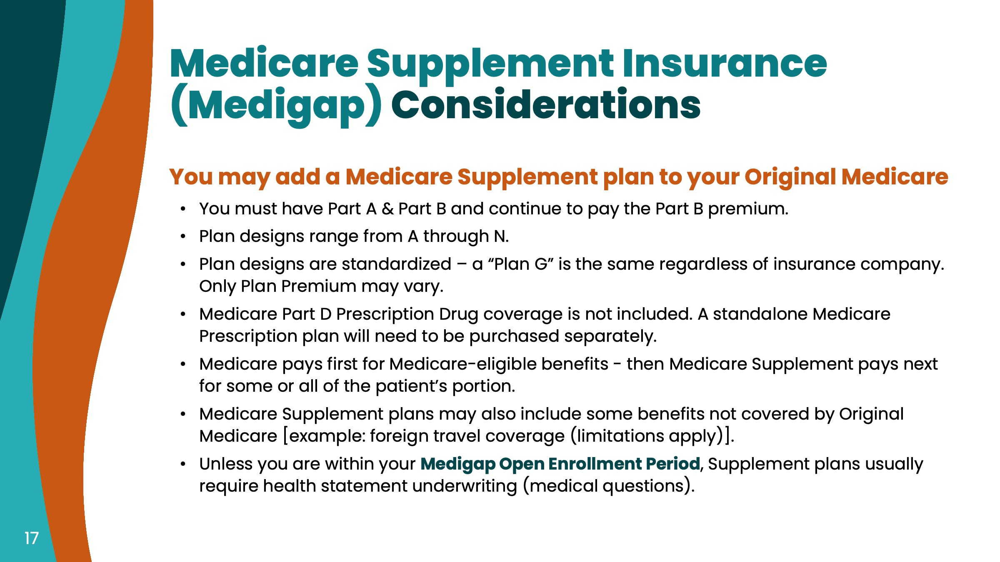 Medicare Supplement Insurance
(Medigap) Considerations
You may add a Medicare Supplement plan to your Original Medicare
• You must have Part A & Part B and continue to pay the Part B premium.
• Plan designs range from A through N.
• Plan designs are standardized – a “Plan G” is the same regardless of insurance company.
Only Plan Premium may vary.
• Medicare Part D Prescription Drug coverage is not included. A standalone Medicare
Prescription plan will need to be purchased separately.
• Medicare pays first for Medicare-eligible benefits - then Medicare Supplement pays next
for some or all of the patient’s portion.
• Medicare Supplement plans may also include some benefits not covered by Original
Medicare [example: foreign travel coverage (limitations apply)].
• Unless you are within your Medigap Open Enrollment Period, Supplement plans usually
require health statement underwriting (medical questions).
17